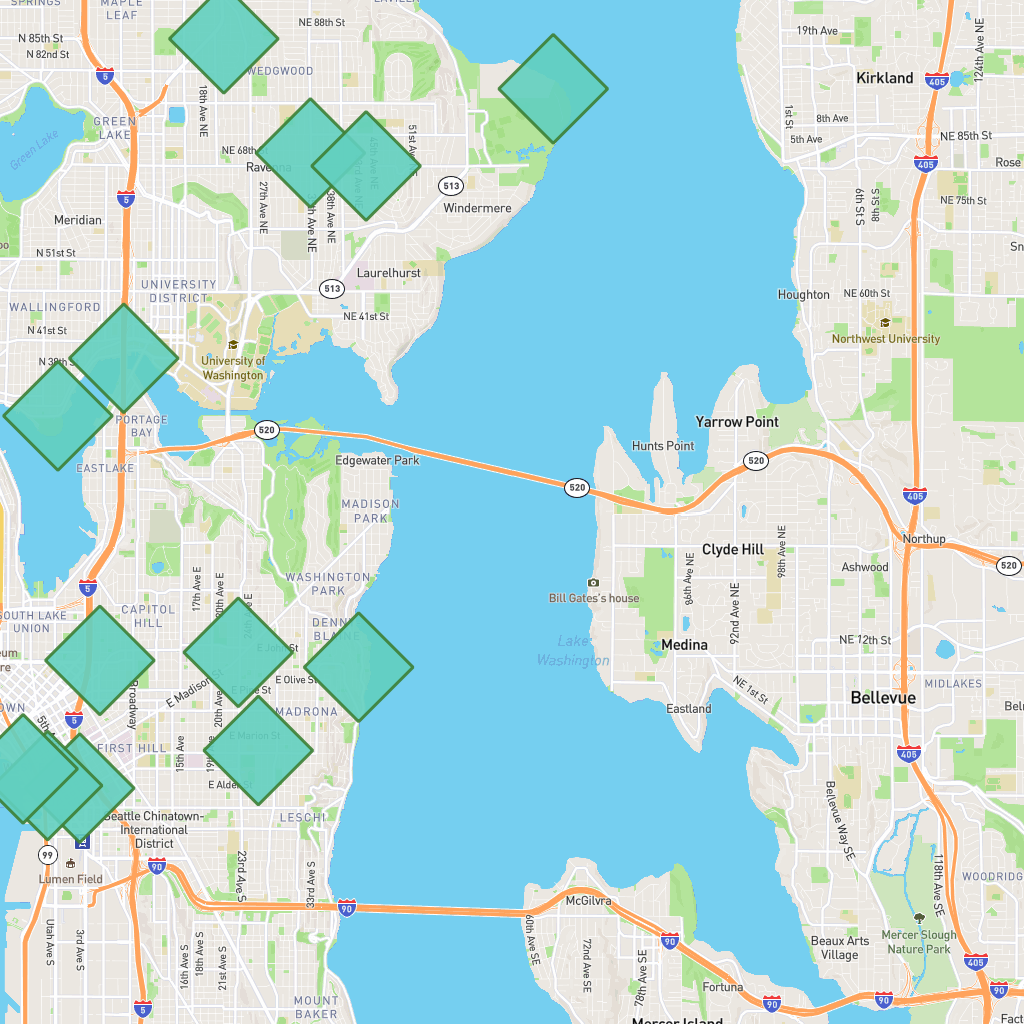 MAPLE
LEAF
NE 88th St
N 85th St
N 82nd St
WEDGWOOD
19th Ave
124th Ave NE
Kirkland
405
5
18th Ave NE
GREEN
LAKE
Green Lake
1st St
8th Ave
5th Ave
NE 85th St
405
Rose
NE 68th
Ravenna
45th Ave NE
51st Ave
513
27th Ave NE
38th Ave NE
Windermere
5
Meridian
6th St S
8th St S
NE 75th St
N 51st St
Laurelhurst
UNIVERSITY
DISTRICT
513
Houghton
NE 60th St
WALLINGFORD
NE 41st St
N 41st St
Northwest University
University of
Washington
PORTAGE
BAY
520
Yarrow Point
Hunts Point
EASTLAKE
Edgewater Park
520
520
405
MADISON
PARK
Northup
Clyde Hill
98th Ave NE
86th Ave NE
92nd Ave NE
Ashwood
520
17th Ave E
20th Ave E
24th Ave E
WASHINGTON
PARK
5
Bill Gates's house
SOUTH LAKE
UNION
CAPITOL
HILL
DENNY
BLAINE
Lake
Washington
E John St
Medina
NE 12th St
E Madison St
E Olive St
E Pine St
NE 1st St
MIDLAKES
Bellevue
Broadway
20th Ave
MADRONA
Eastland
5
FIRST HILL
15th Ave
19th Ave
E Marion St
405
E Alder St
Seattle Chinatown-
International
District
LESCHI
Bellevue Way SE
99
Lumen Field
90
23rd Ave S
33rd Ave S
118th Ave SE
90
McGilvra
60th Ave SE
Utah Ave S
3rd Ave S
16th Ave S
18th Ave S
21st Ave S
72nd Ave SE
78th Ave SE
90
Beaux Arts
Village
Mercer Slough
Nature Park
405
Fortuna
90
90
90
5
MOUNT
BAKER
Mercer Island
Fact